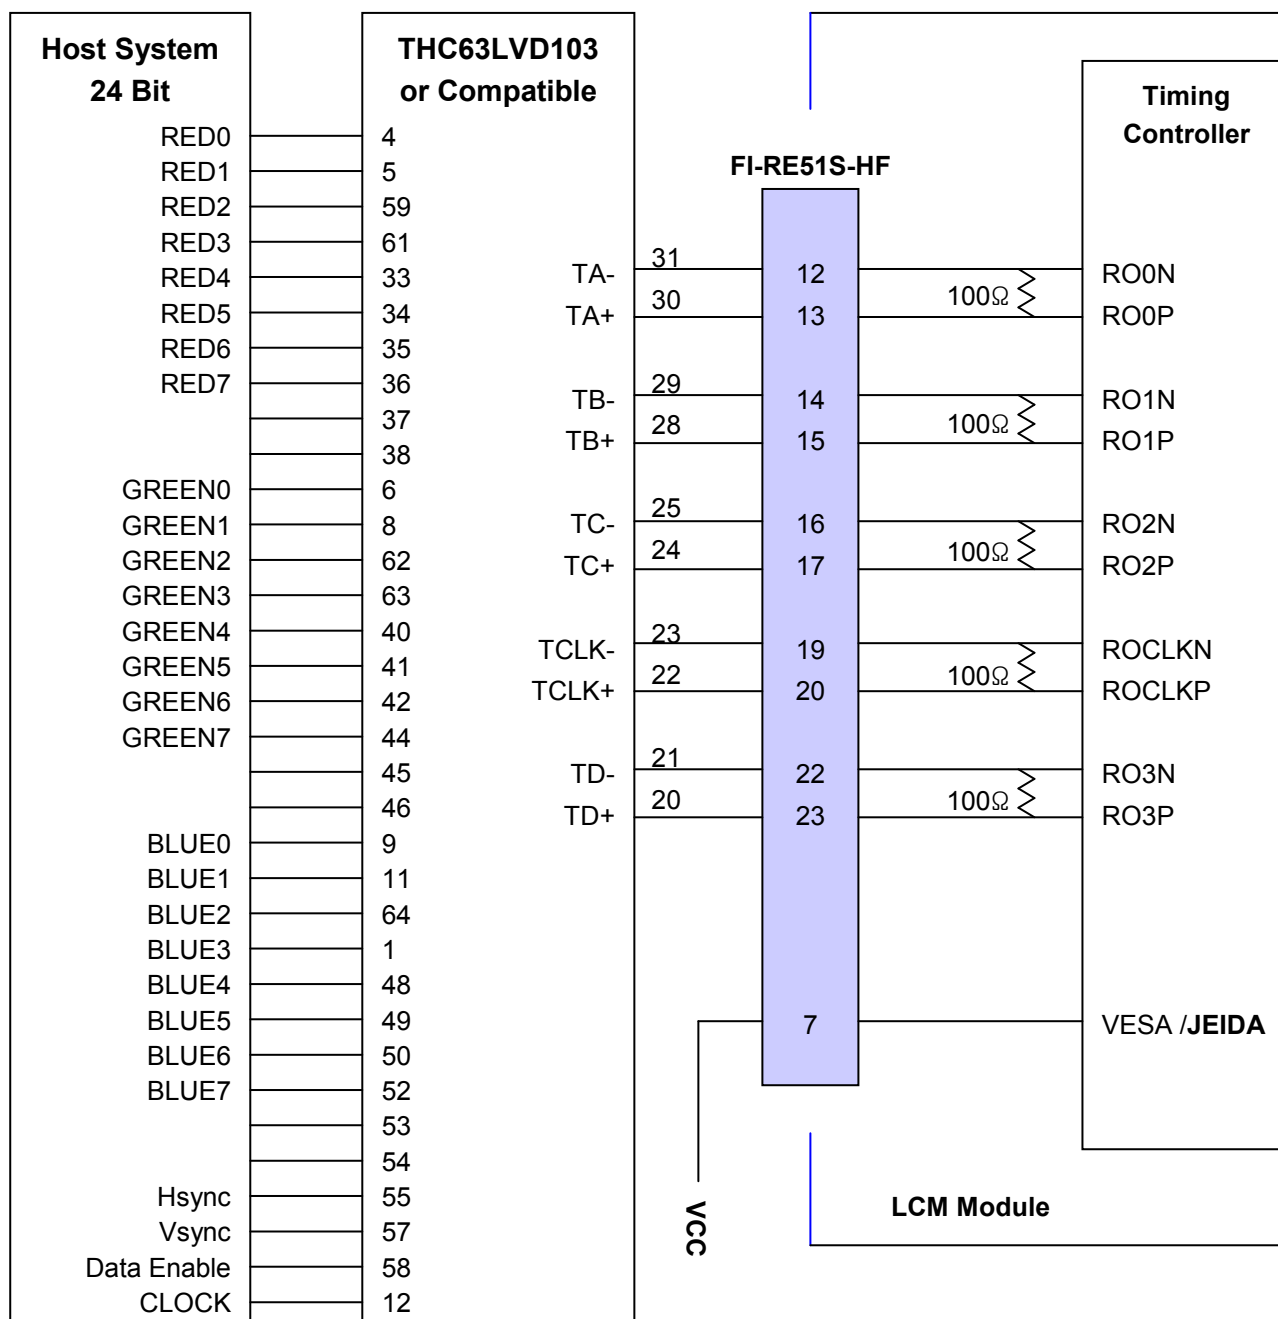 Host System
24 Bit
RED0
RED1
RED2
RED3
RED4
RED5
RED6
RED7
GREEN0
GREEN1
GREEN2
GREEN3
GREEN4
GREEN5
GREEN6
GREEN7
BLUE0
BLUE1
BLUE2
BLUE3
BLUE4
BLUE5
BLUE6
BLUE7
Hsync
Vsync
Data Enable
CLOCK
THC63LVD103
or Compatible
4
5
59
61
33
34
35
36
37
38
6
8
62
63
40
41
42
44
45
46
9
11
64
1
48
49
50
52
53
54
55
57
58
12
TA-
TA+
TB-
TB+
TC-
TC+
TCLK-
TCLK+
TD-
TD+
31
30
29
28
25
24
23
22
21
20
FI-RE51S-HF
12
13
14
15
16
17
19
20
22
23
7
VCC
100Ω
100Ω
100Ω
100Ω
100Ω
Timing
Controller
RO0N
RO0P
RO1N
RO1P
RO2N
RO2P
ROCLKN
ROCLKP
RO3N
RO3P
VESA /JEIDA
LCM Module